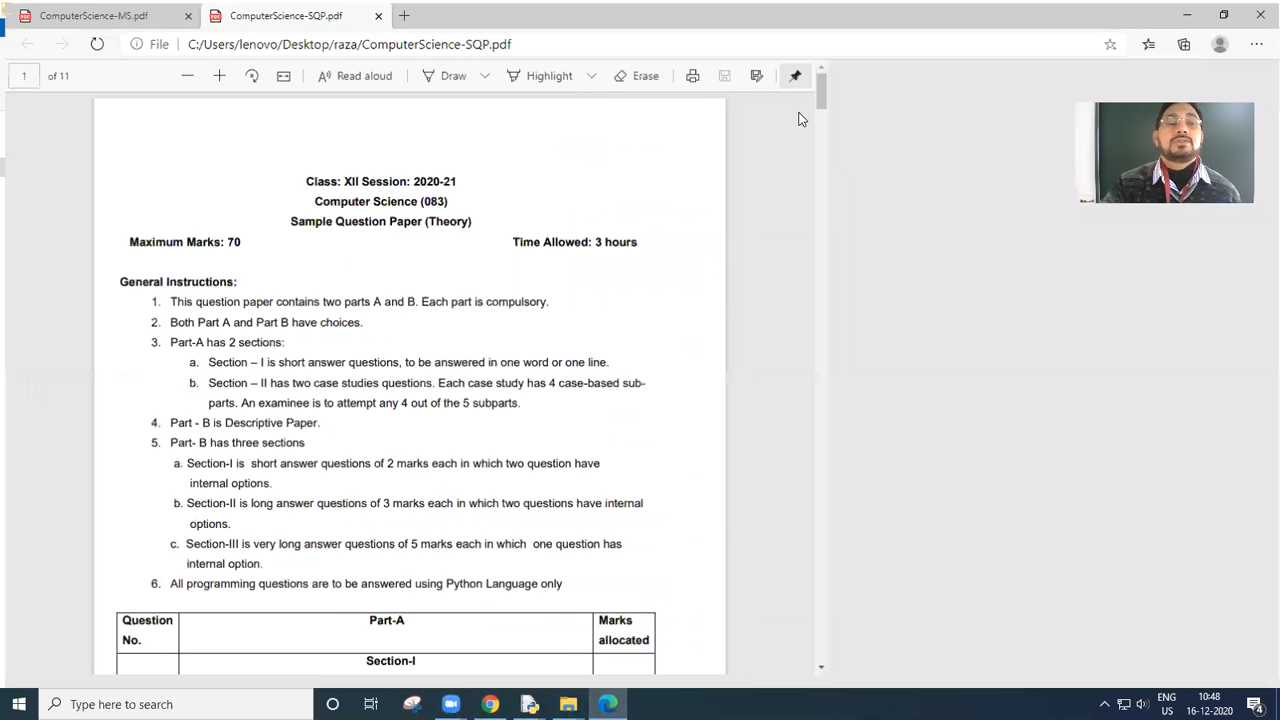 ComputerScience-MS.pdf
ComputerScience-SQP.pdf
File
C:/Users/lenovo/Desktop/raza/ComputerScience-SQP.pdf
1 of 11
Read aloud
Draw
Highlight
Erase
Class: XII Session: 2020-21
Computer Science (083)
Sample Question Paper (Theory)
Maximum Marks: 70 Time Allowed: 3 hours
General Instructions:
1. This question paper contains two parts A and B. Each part is compulsory.
2. Both Part A and Part B have choices.
3. Part-A has 2 sections:
a. Section – I is short answer questions, to be answered in one word or one line.
b. Section – II has two case studies questions. Each case study has 4 case-based sub-
parts. An examinee is to attempt any 4 out of the 5 subparts.
4. Part - B is Descriptive Paper.
5. Part- B has three sections
a. Section-I is short answer questions of 2 marks each in which two question have
internal options.
b. Section-II is long answer questions of 3 marks each in which two questions have internal
options.
c. Section-III is very long answer questions of 5 marks each in which one question has
internal option.
6. All programming questions are to be answered using Python Language only
Question Part-A Marks
No. allocated
Section-I
Type here to search
ENG 10:48
US 16-12-2020
4